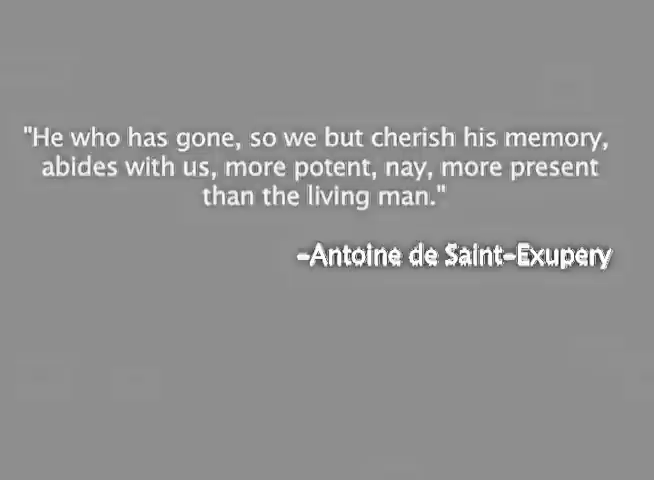 "He who has gone, so we but cherish his memory,
abides with us, more potent, nay, more present
than the living man."
-Antoine de Saint-Exupery